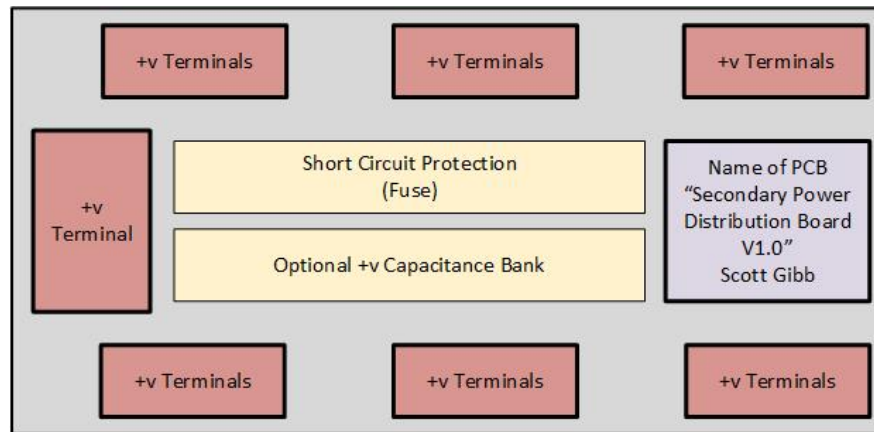 +v Terminals
+v Terminals
+v Terminals
+v
Terminal
Short Circuit Protection
(Fuse)
Optional +v Capacitance Bank
Name of PCB
“Secondary Power
Distribution Board
V1.0”
Scott Gibb
+v Terminals
+v Terminals
+v Terminals